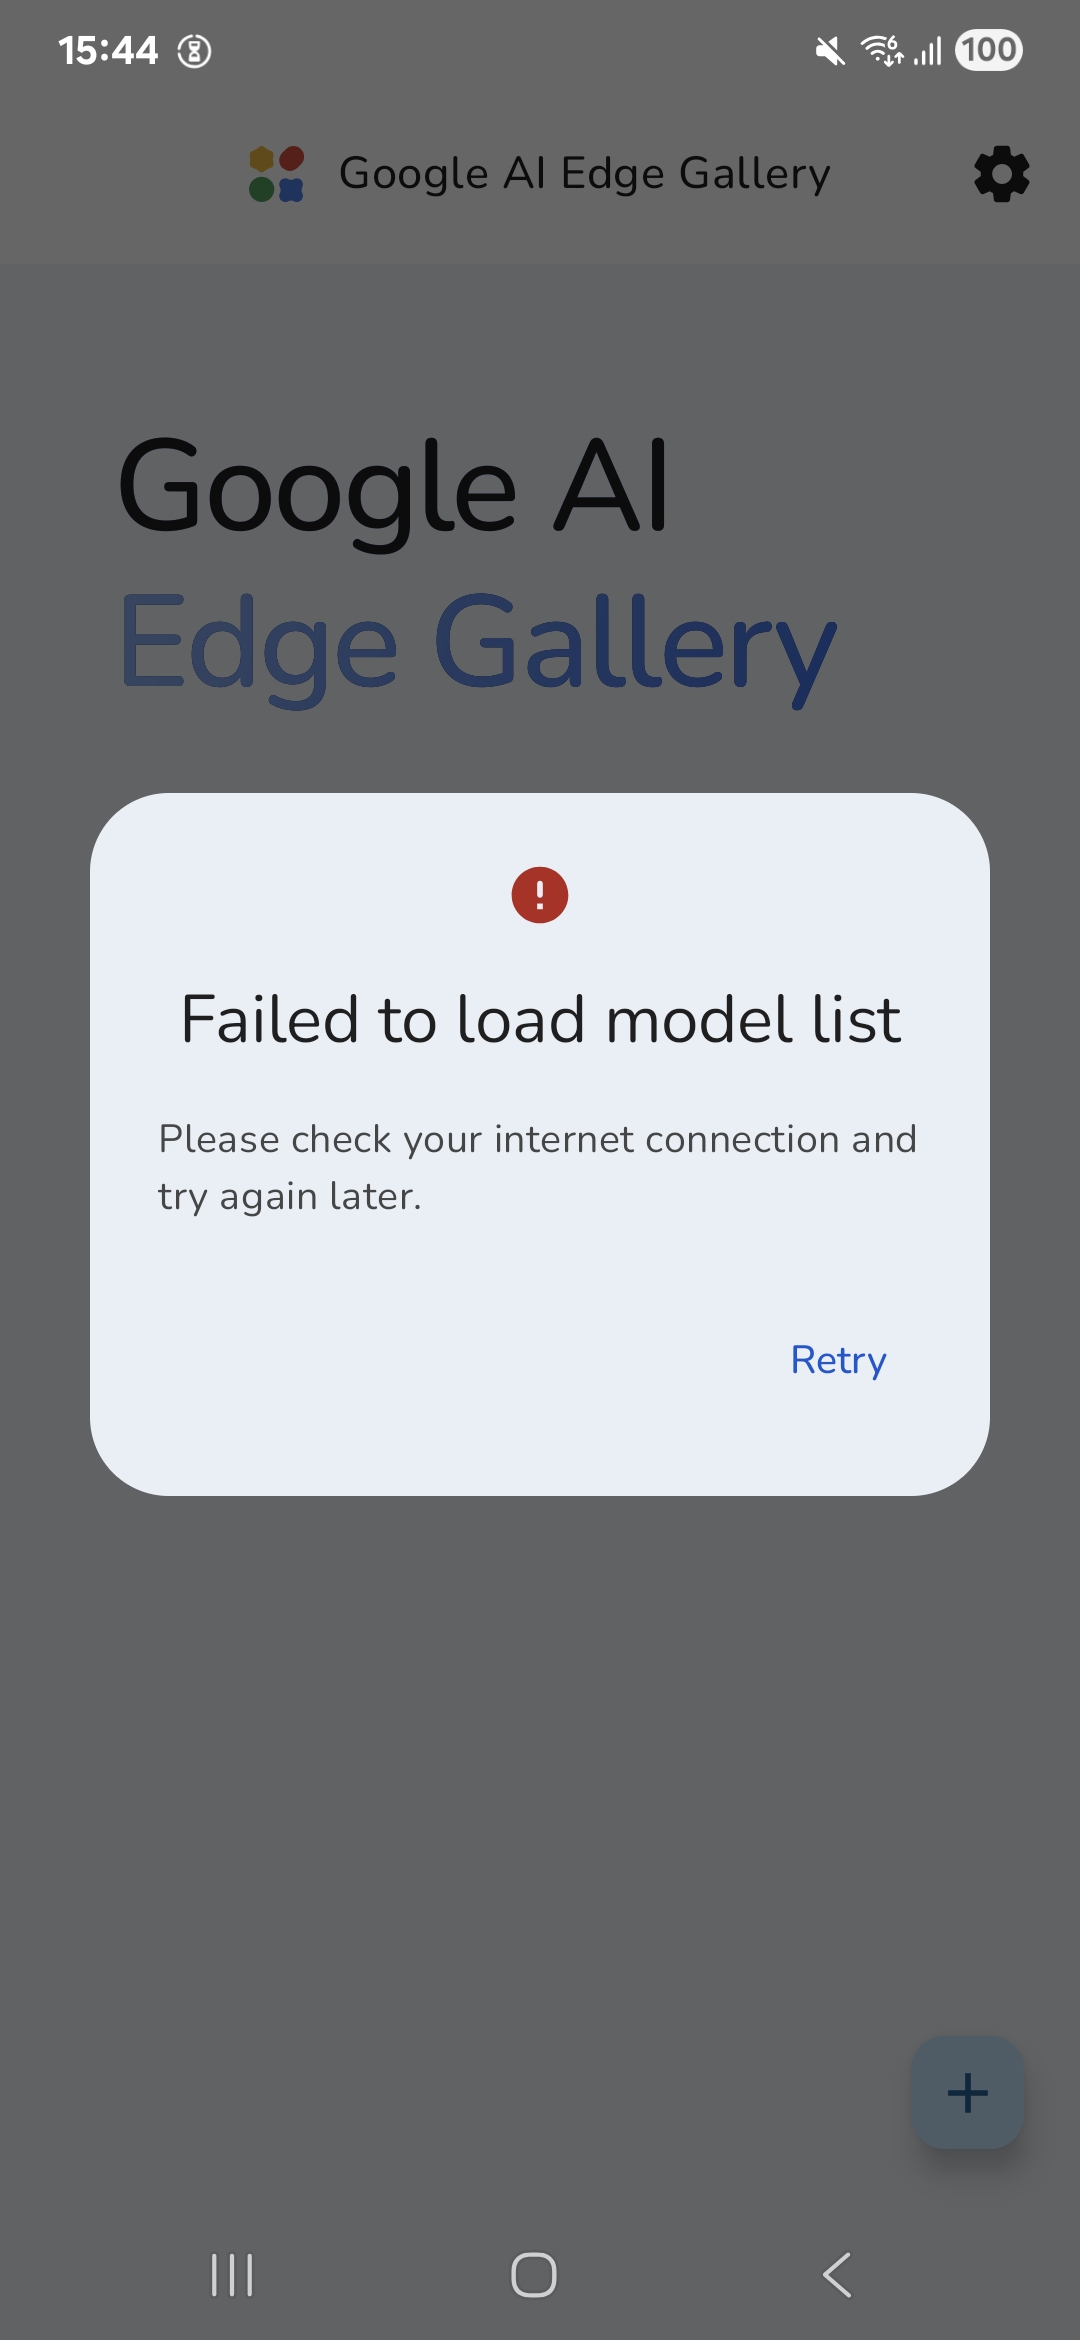 15:44
6
100
Google AI Edge Gallery
Google AI
Edge Gallery
Failed to load model list
Please check your internet connection and
try again later.
Retry